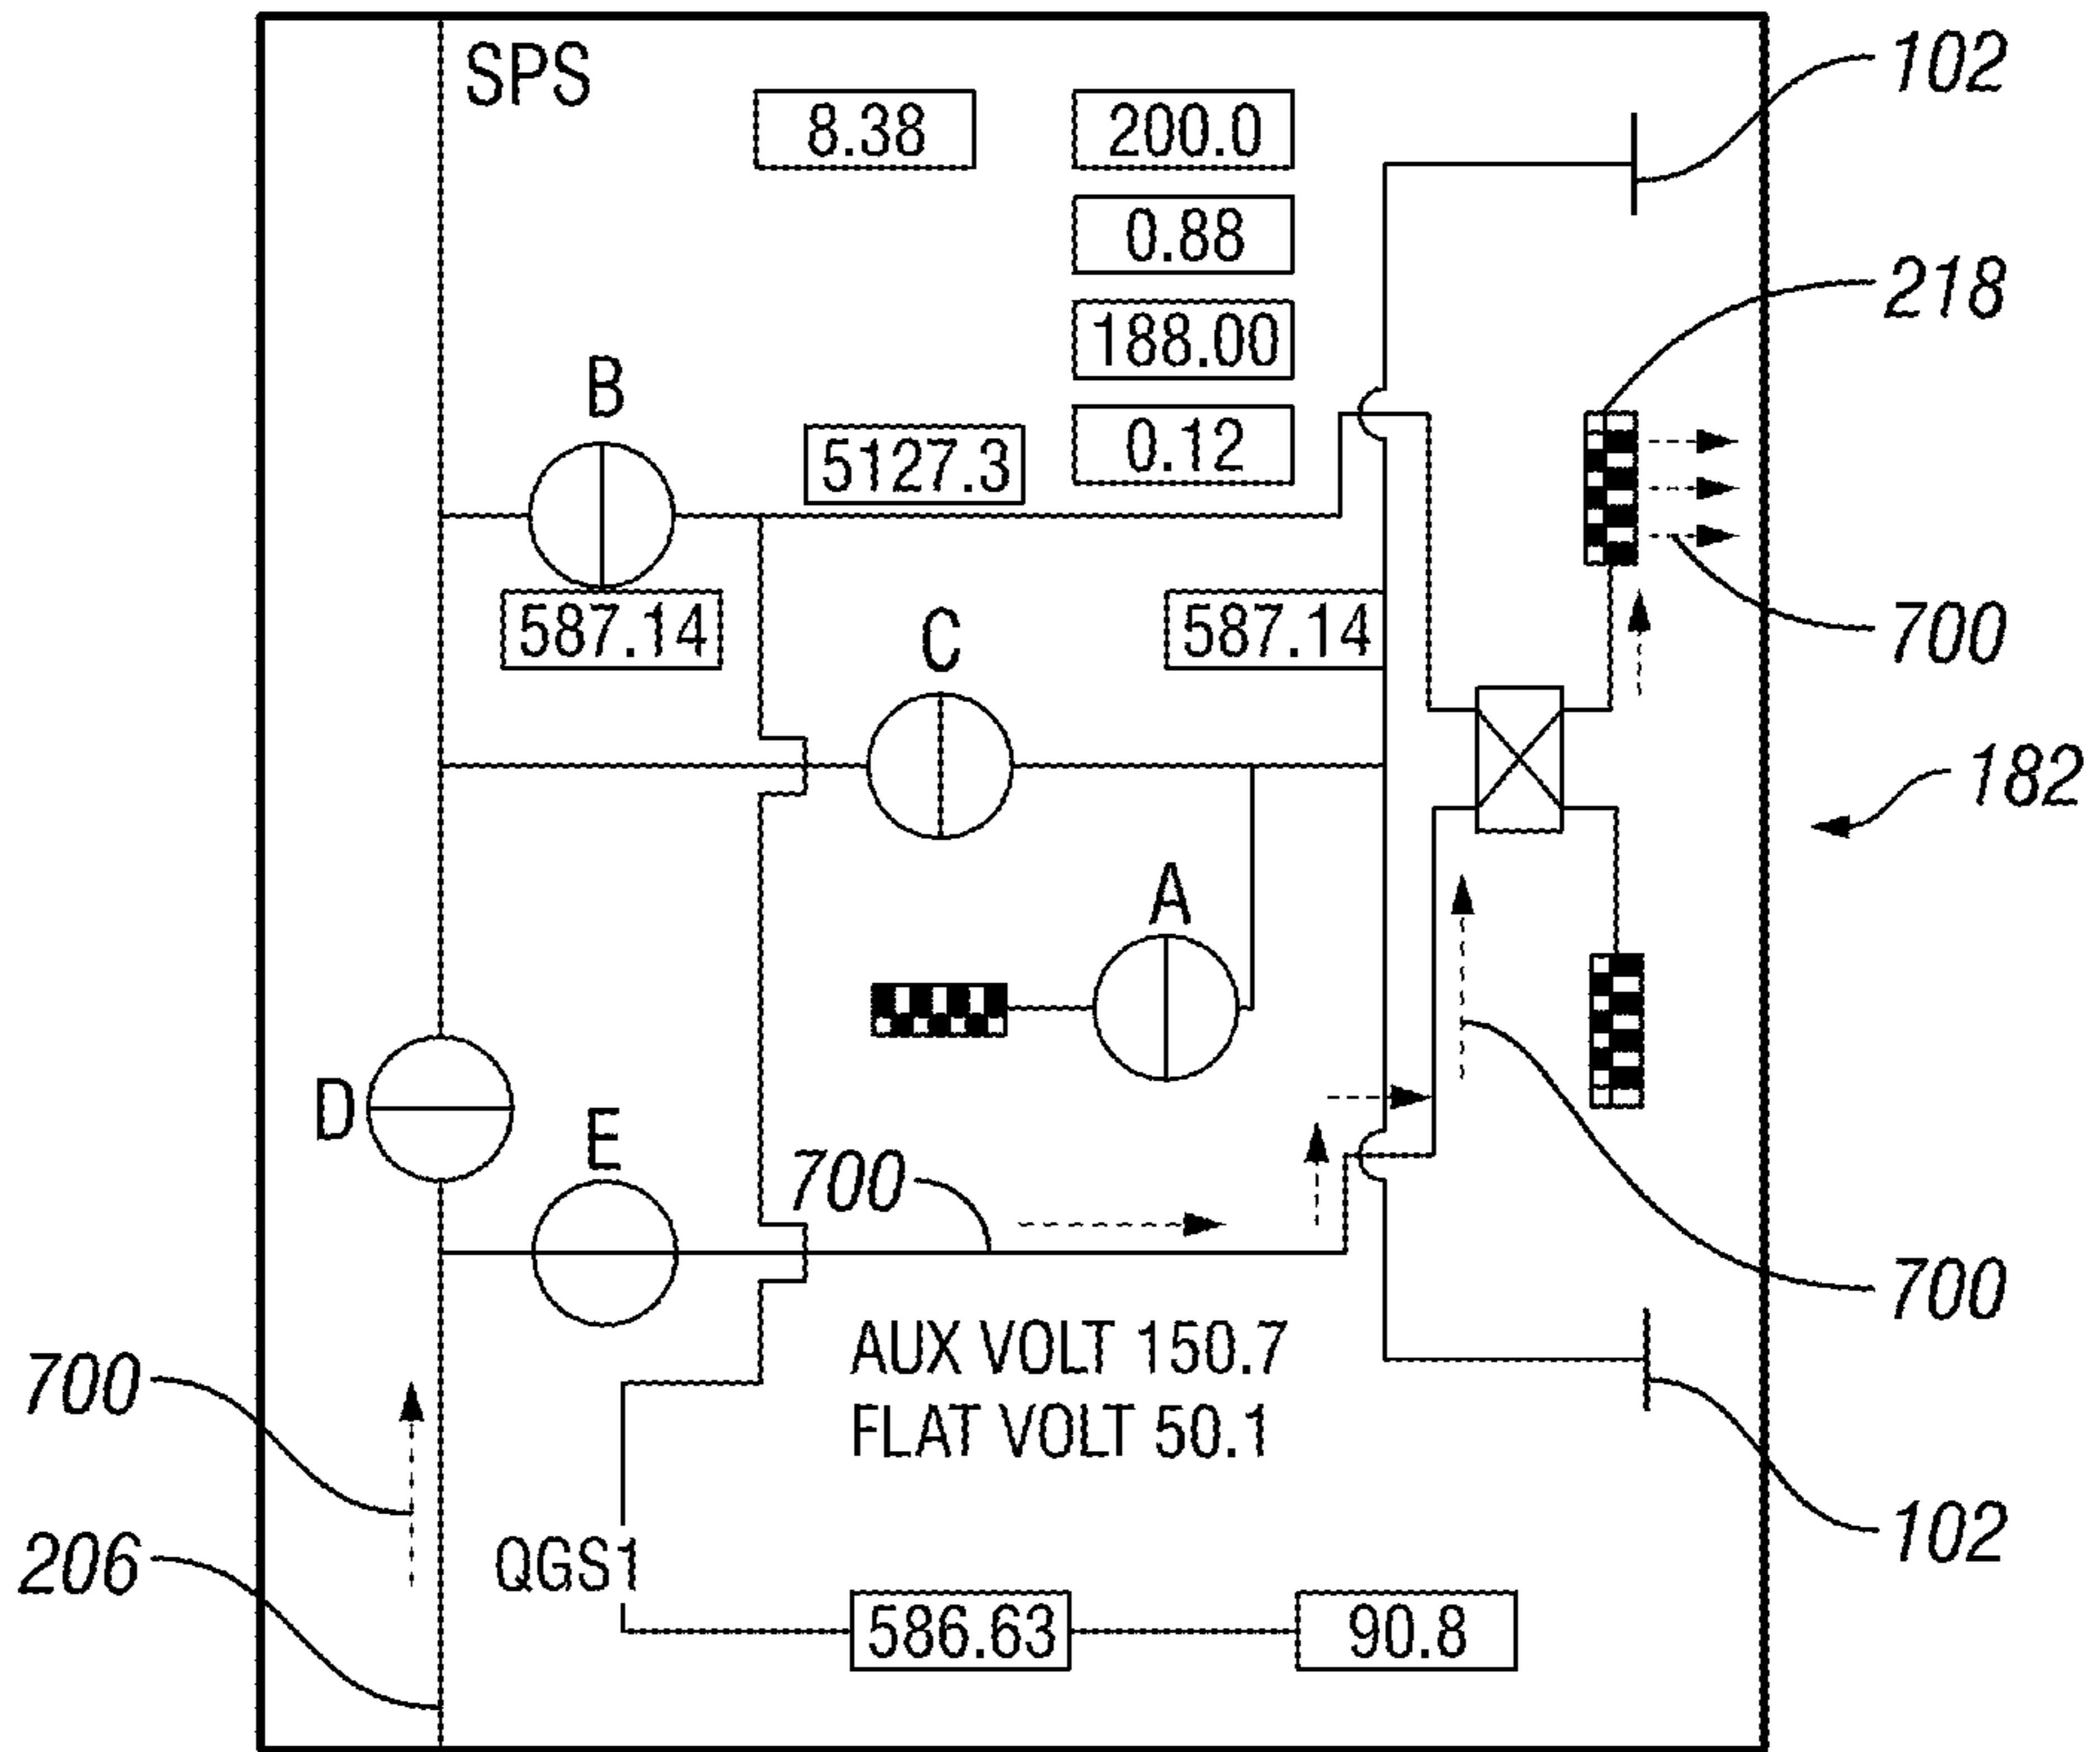 SPS
102
8.38
200.0
0.88
218
188.00
B
0.12
5127.3
587.14
587.14
700
C
182
A
D
E
700
700
AUX VOLT 150.7
700
FLAT VOLT 50.1
102
206
QGS1
586.63
90.8